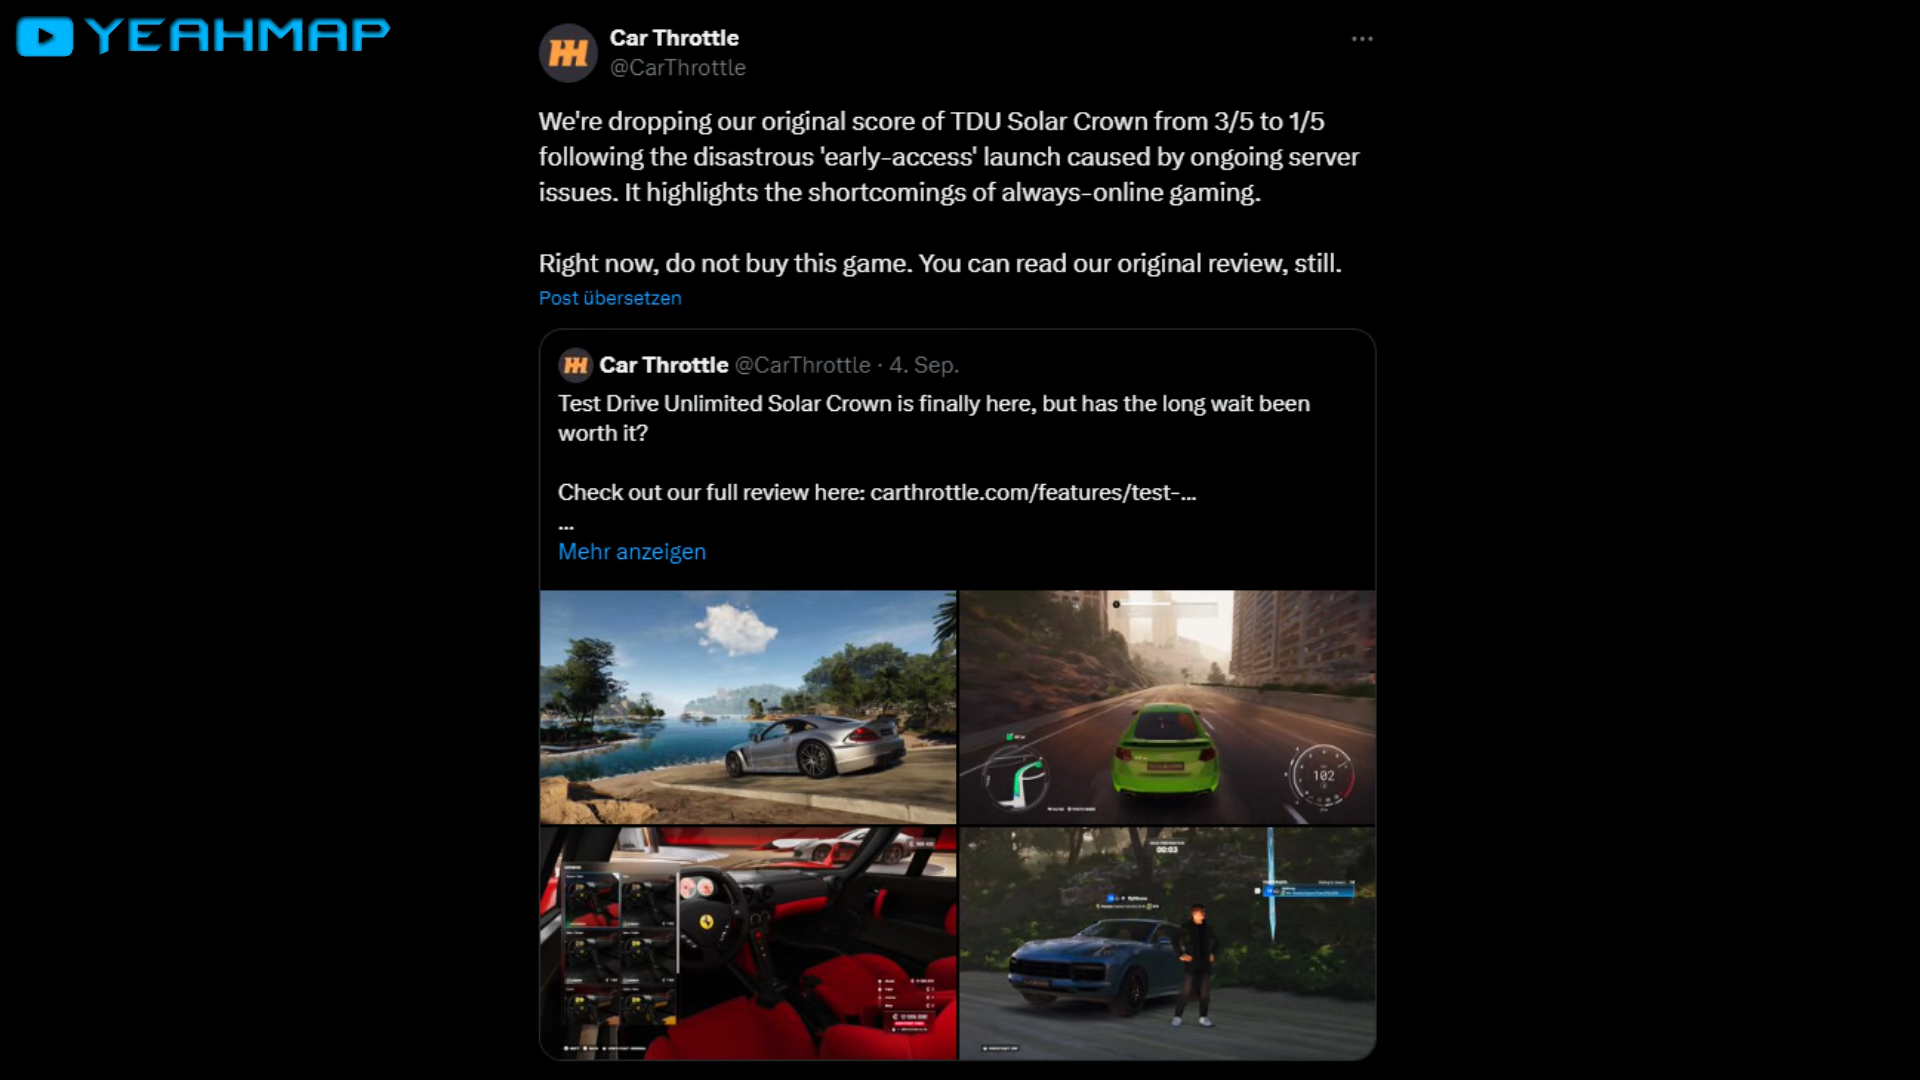 YEAHMAP
Car Throttle
@CarThrottle
We're dropping our original score of TDU Solar Crown from 3/5 to 1/5
following the disastrous 'early-access' launch caused by ongoing server
issues. It highlights the shortcomings of always-online gaming.
Right now, do not buy this game. You can read our original review, still.
Post übersetzen
Car Throttle @CarThrottle · 4. Sep.
Test Drive Unlimited Solar Crown is finally here, but has the long wait been
worth it?
Check out our full review here: carthrottle.com/features/test-...
...
Mehr anzeigen
102
00:03